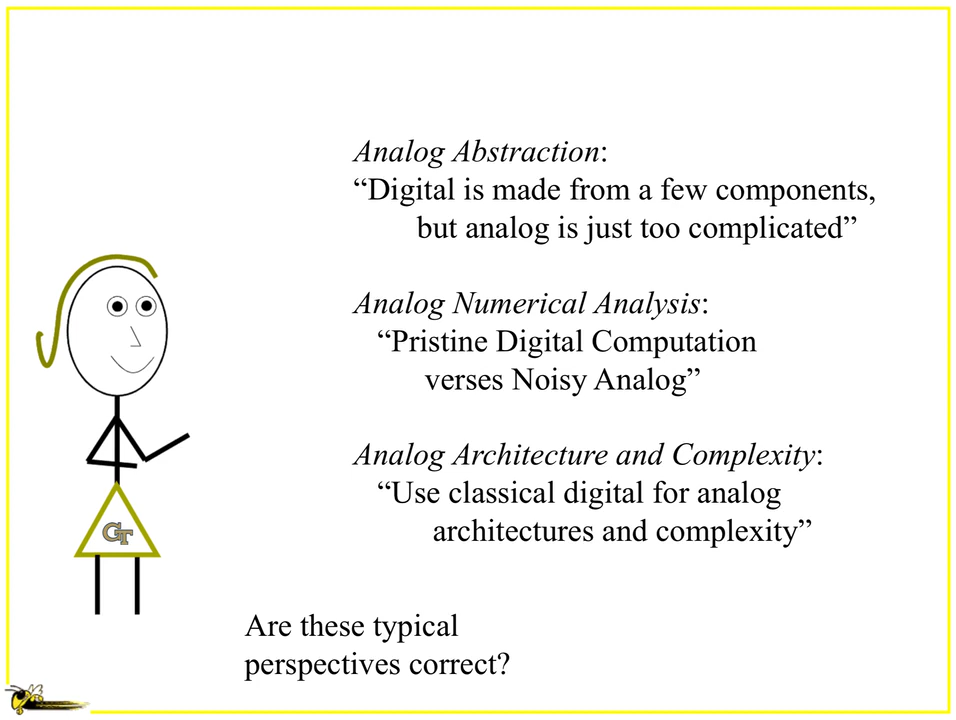 Analog Abstraction:
“Digital is made from a few components,
but analog is just too complicated”
Analog Numerical Analysis:
“Pristine Digital Computation
verses Noisy Analog”
Analog Architecture and Complexity:
“Use classical digital for analog
architectures and complexity”
GT
Are these typical
perspectives correct?